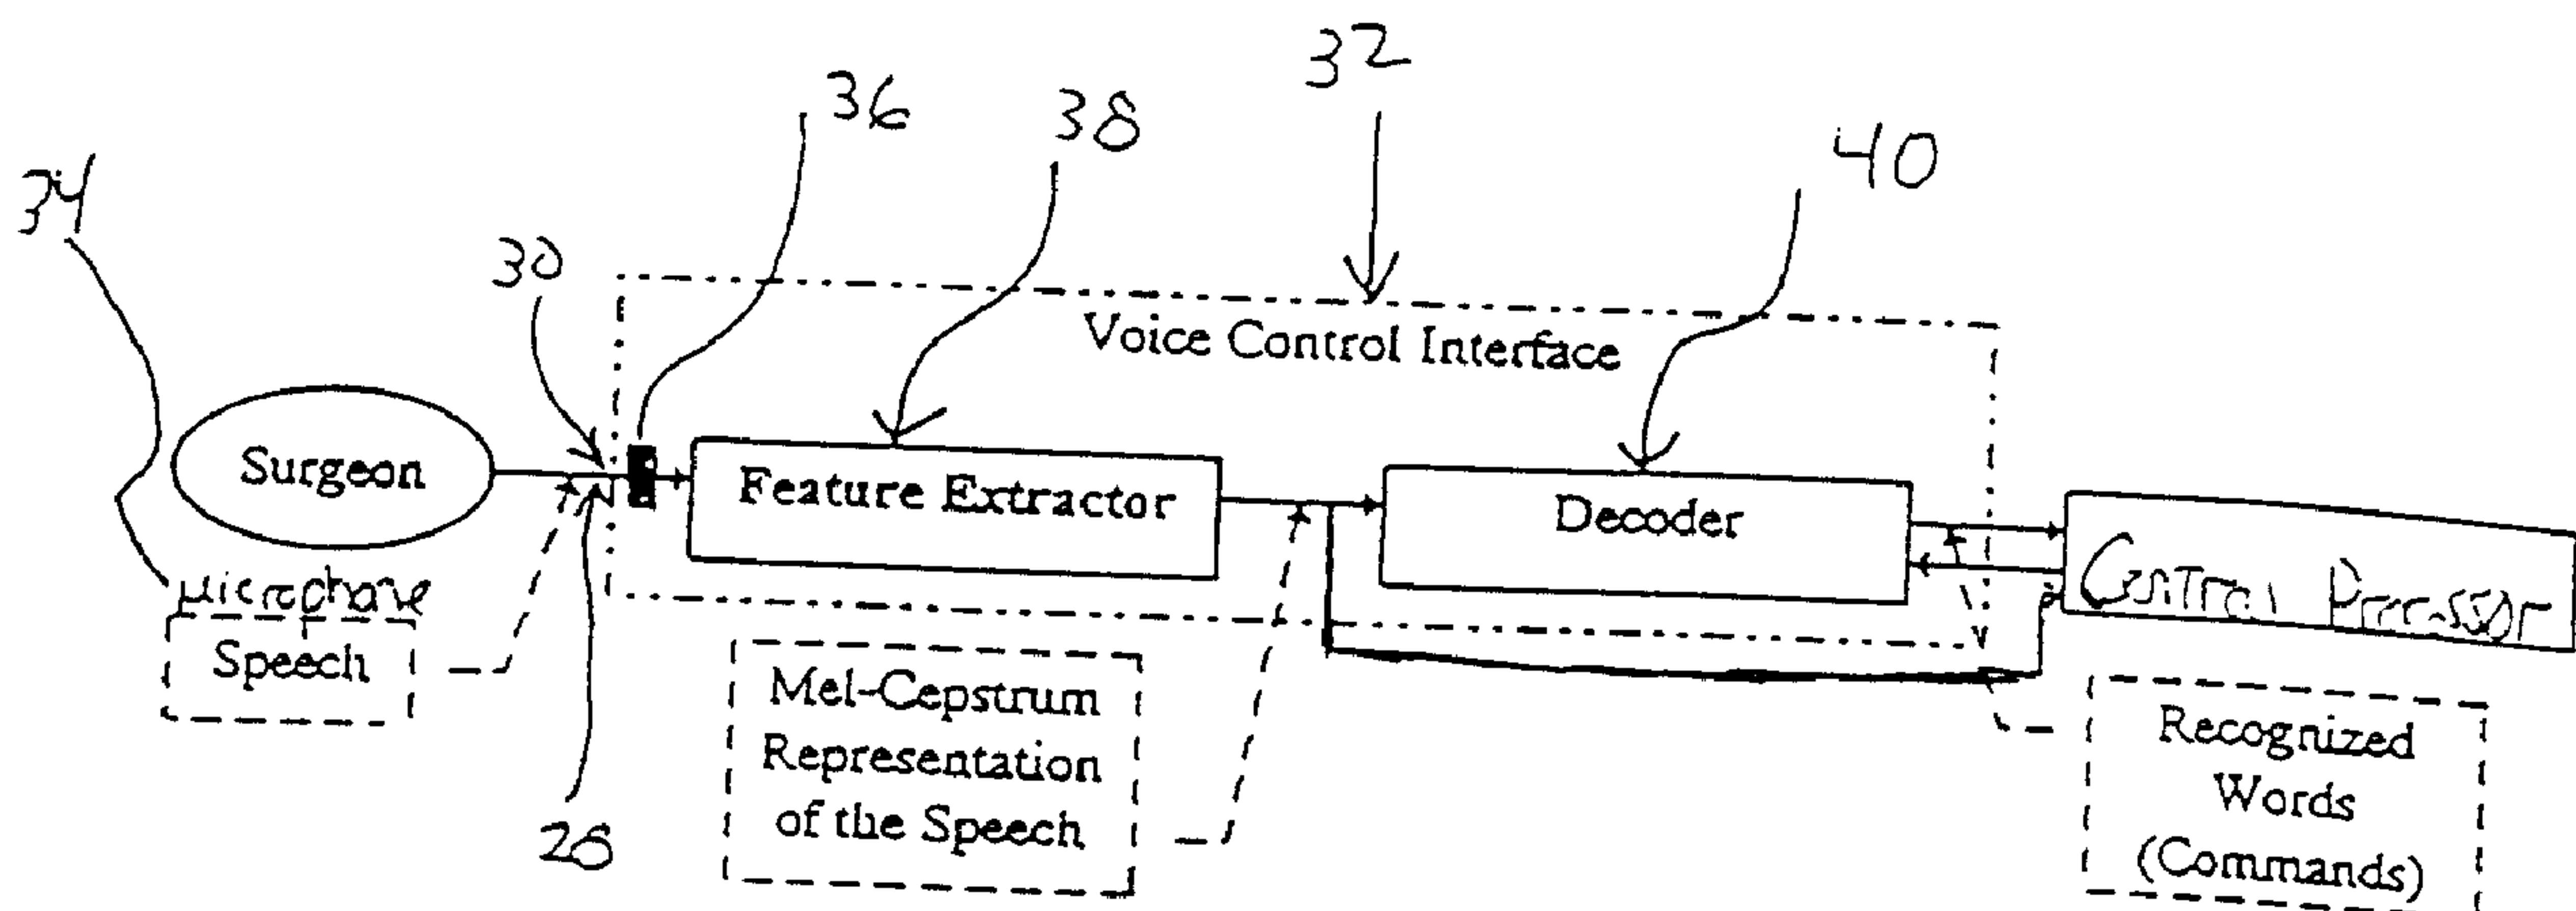 32
36
38
40
34
30
Voice Control Interface
Surgeon
Feature Extractor
Decoder
Control Processor
microphone
Speech
Mel-Cepstrum
Representation
of the Speech
Recognized
Words
(Commands)